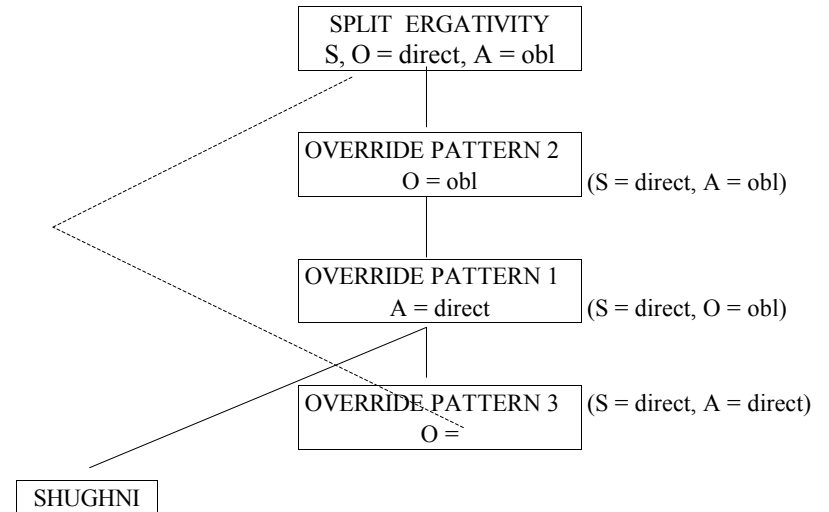 SPLIT ERGATIVITY
S, O = direct, A = obl
OVERRIDE PATTERN 2
O = obl
(S = direct, A = obl)
OVERRIDE PATTERN 1
A = direct
(S = direct, O = obl)
OVERRIDE PATTERN 3
(S = direct, A = direct)
O =
SHUGHNI